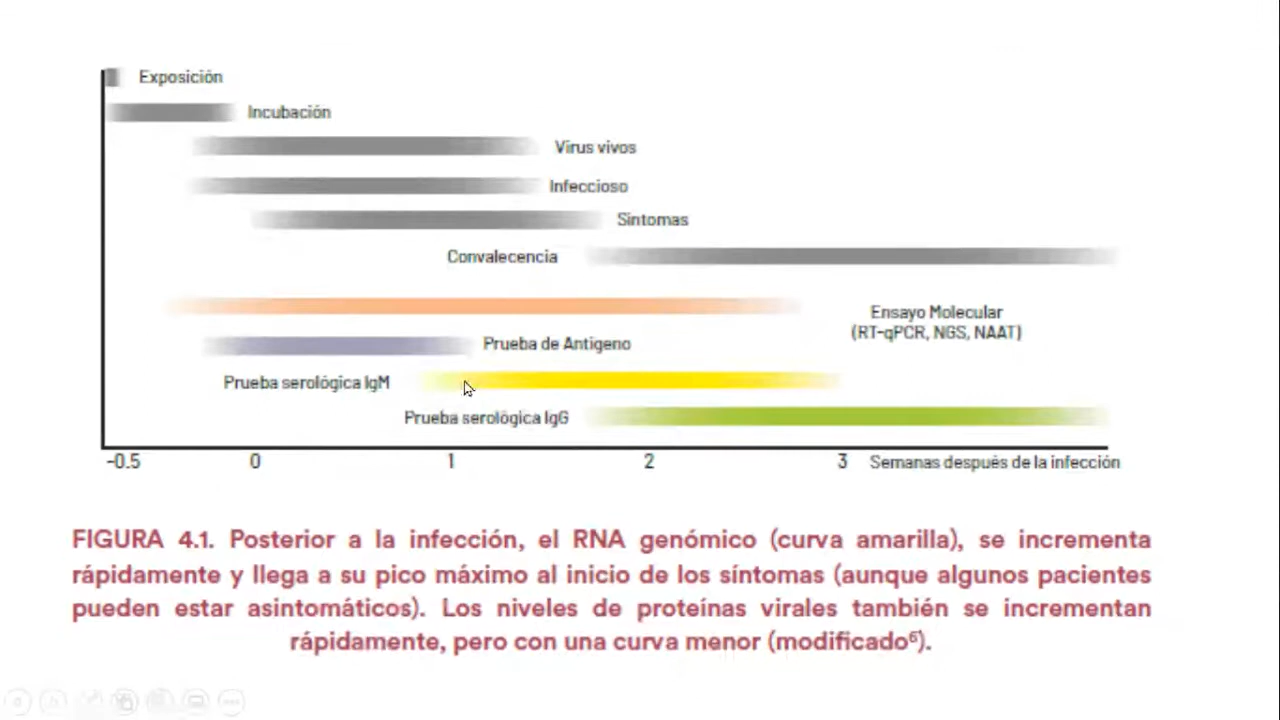 Exposición
Incubación
Virus vivos
Infeccioso
Síntomas
Convalecencia
Ensayo Molecular
(RT-qPCR, NGS, NAAT)
Prueba de Antígeno
Prueba serológica IgM
Prueba serológica IgG
-0.5 0 1 2 3 Semanas después de la infección
FIGURA 4.1. Posterior a la infección, el RNA genómico (curva amarilla), se incrementa
rápidamente y llega a su pico máximo al inicio de los síntomas (aunque algunos pacientes
pueden estar asintomáticos). Los niveles de proteínas virales también se incrementan
rápidamente, pero con una curva menor (modificado⁶).